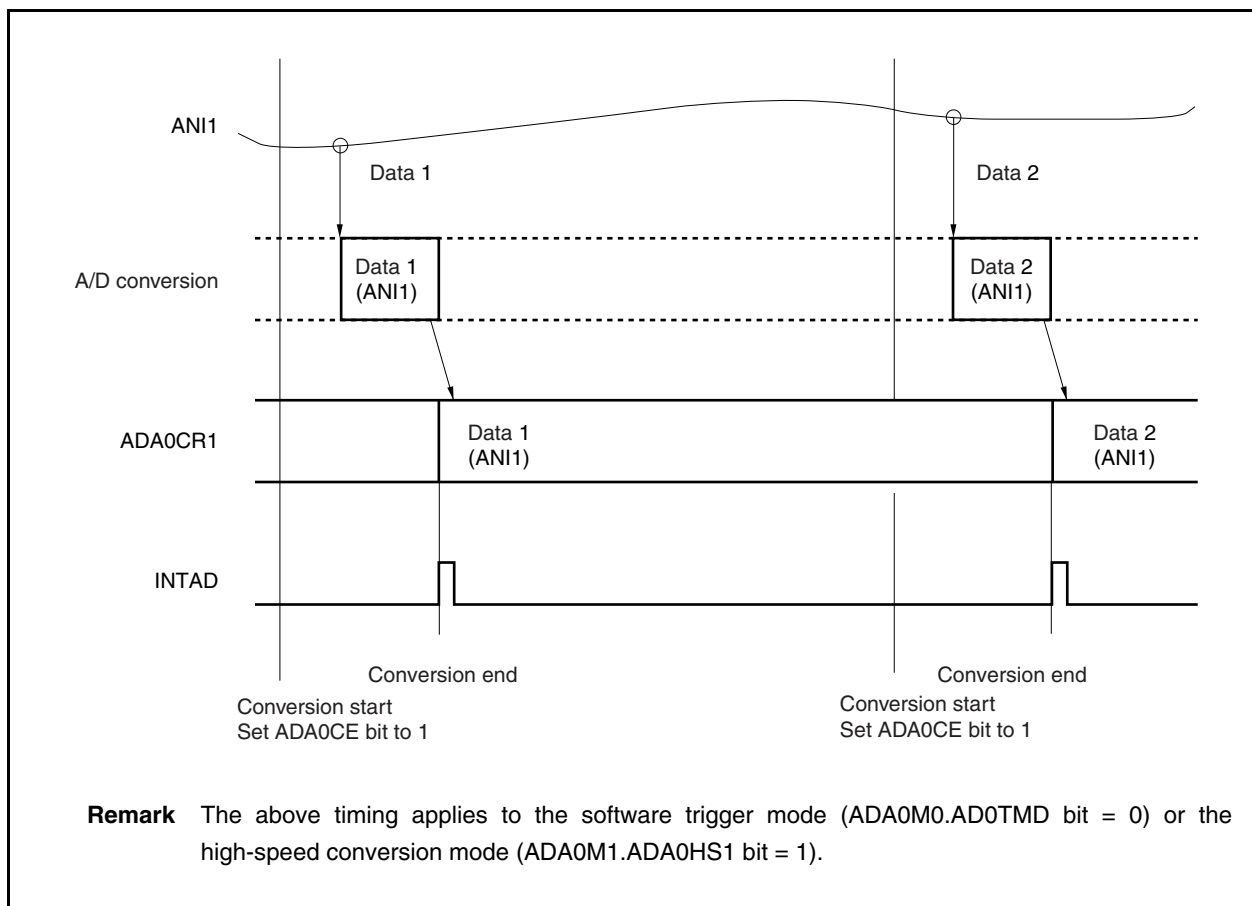 ANI1
Data 1
Data 2
A/D conversion
Data 1
(ANI1)
Data 2
(ANI1)
ADA0CR1
Data 1
(ANI1)
Data 2
(ANI1)
INTAD
Conversion end
Conversion start
Set ADA0CE bit to 1
Conversion end
Conversion start
Set ADA0CE bit to 1
Remark The above timing applies to the software trigger mode (ADA0M0.AD0TMD bit = 0) or the
high-speed conversion mode (ADA0M1.ADA0HS1 bit = 1).